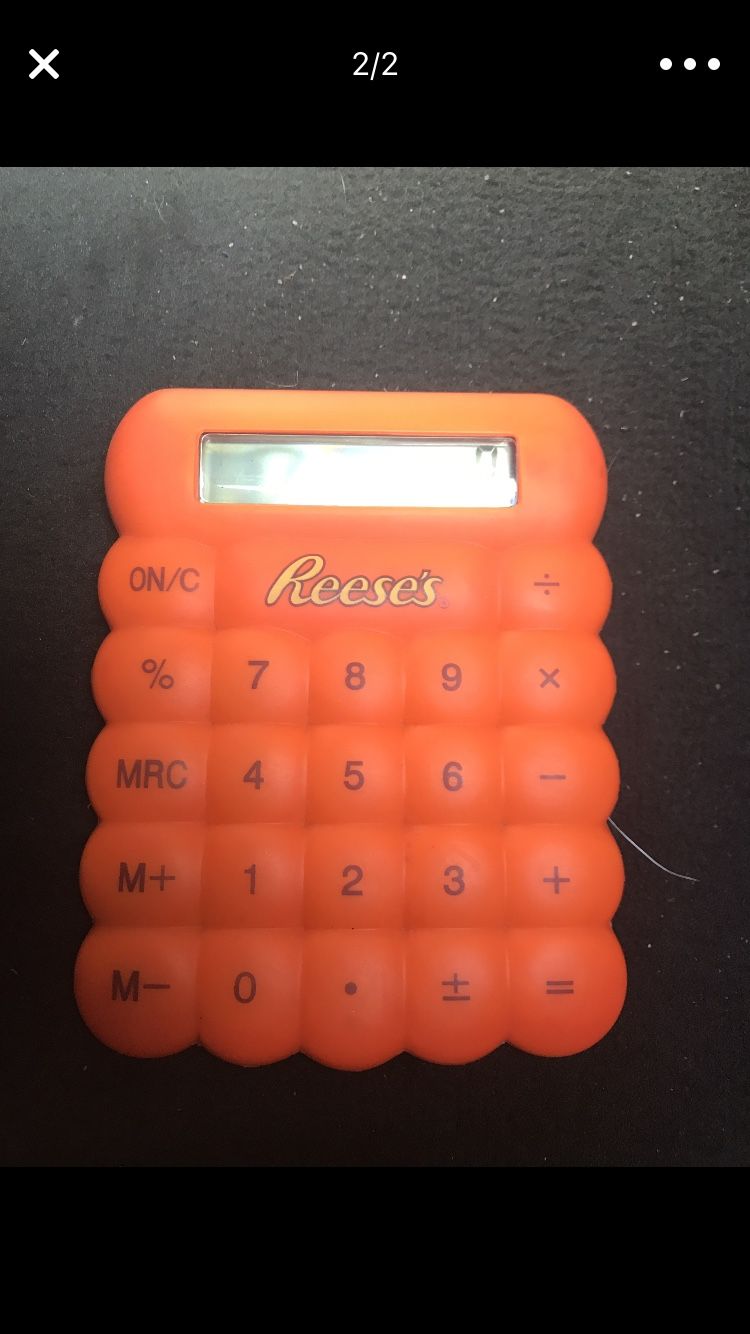 2/2
ON/C Reese's ÷
% 7 8 9 ×
MRC 4 5 6 −
M+ 1 2 3 +
M− 0 . ± =